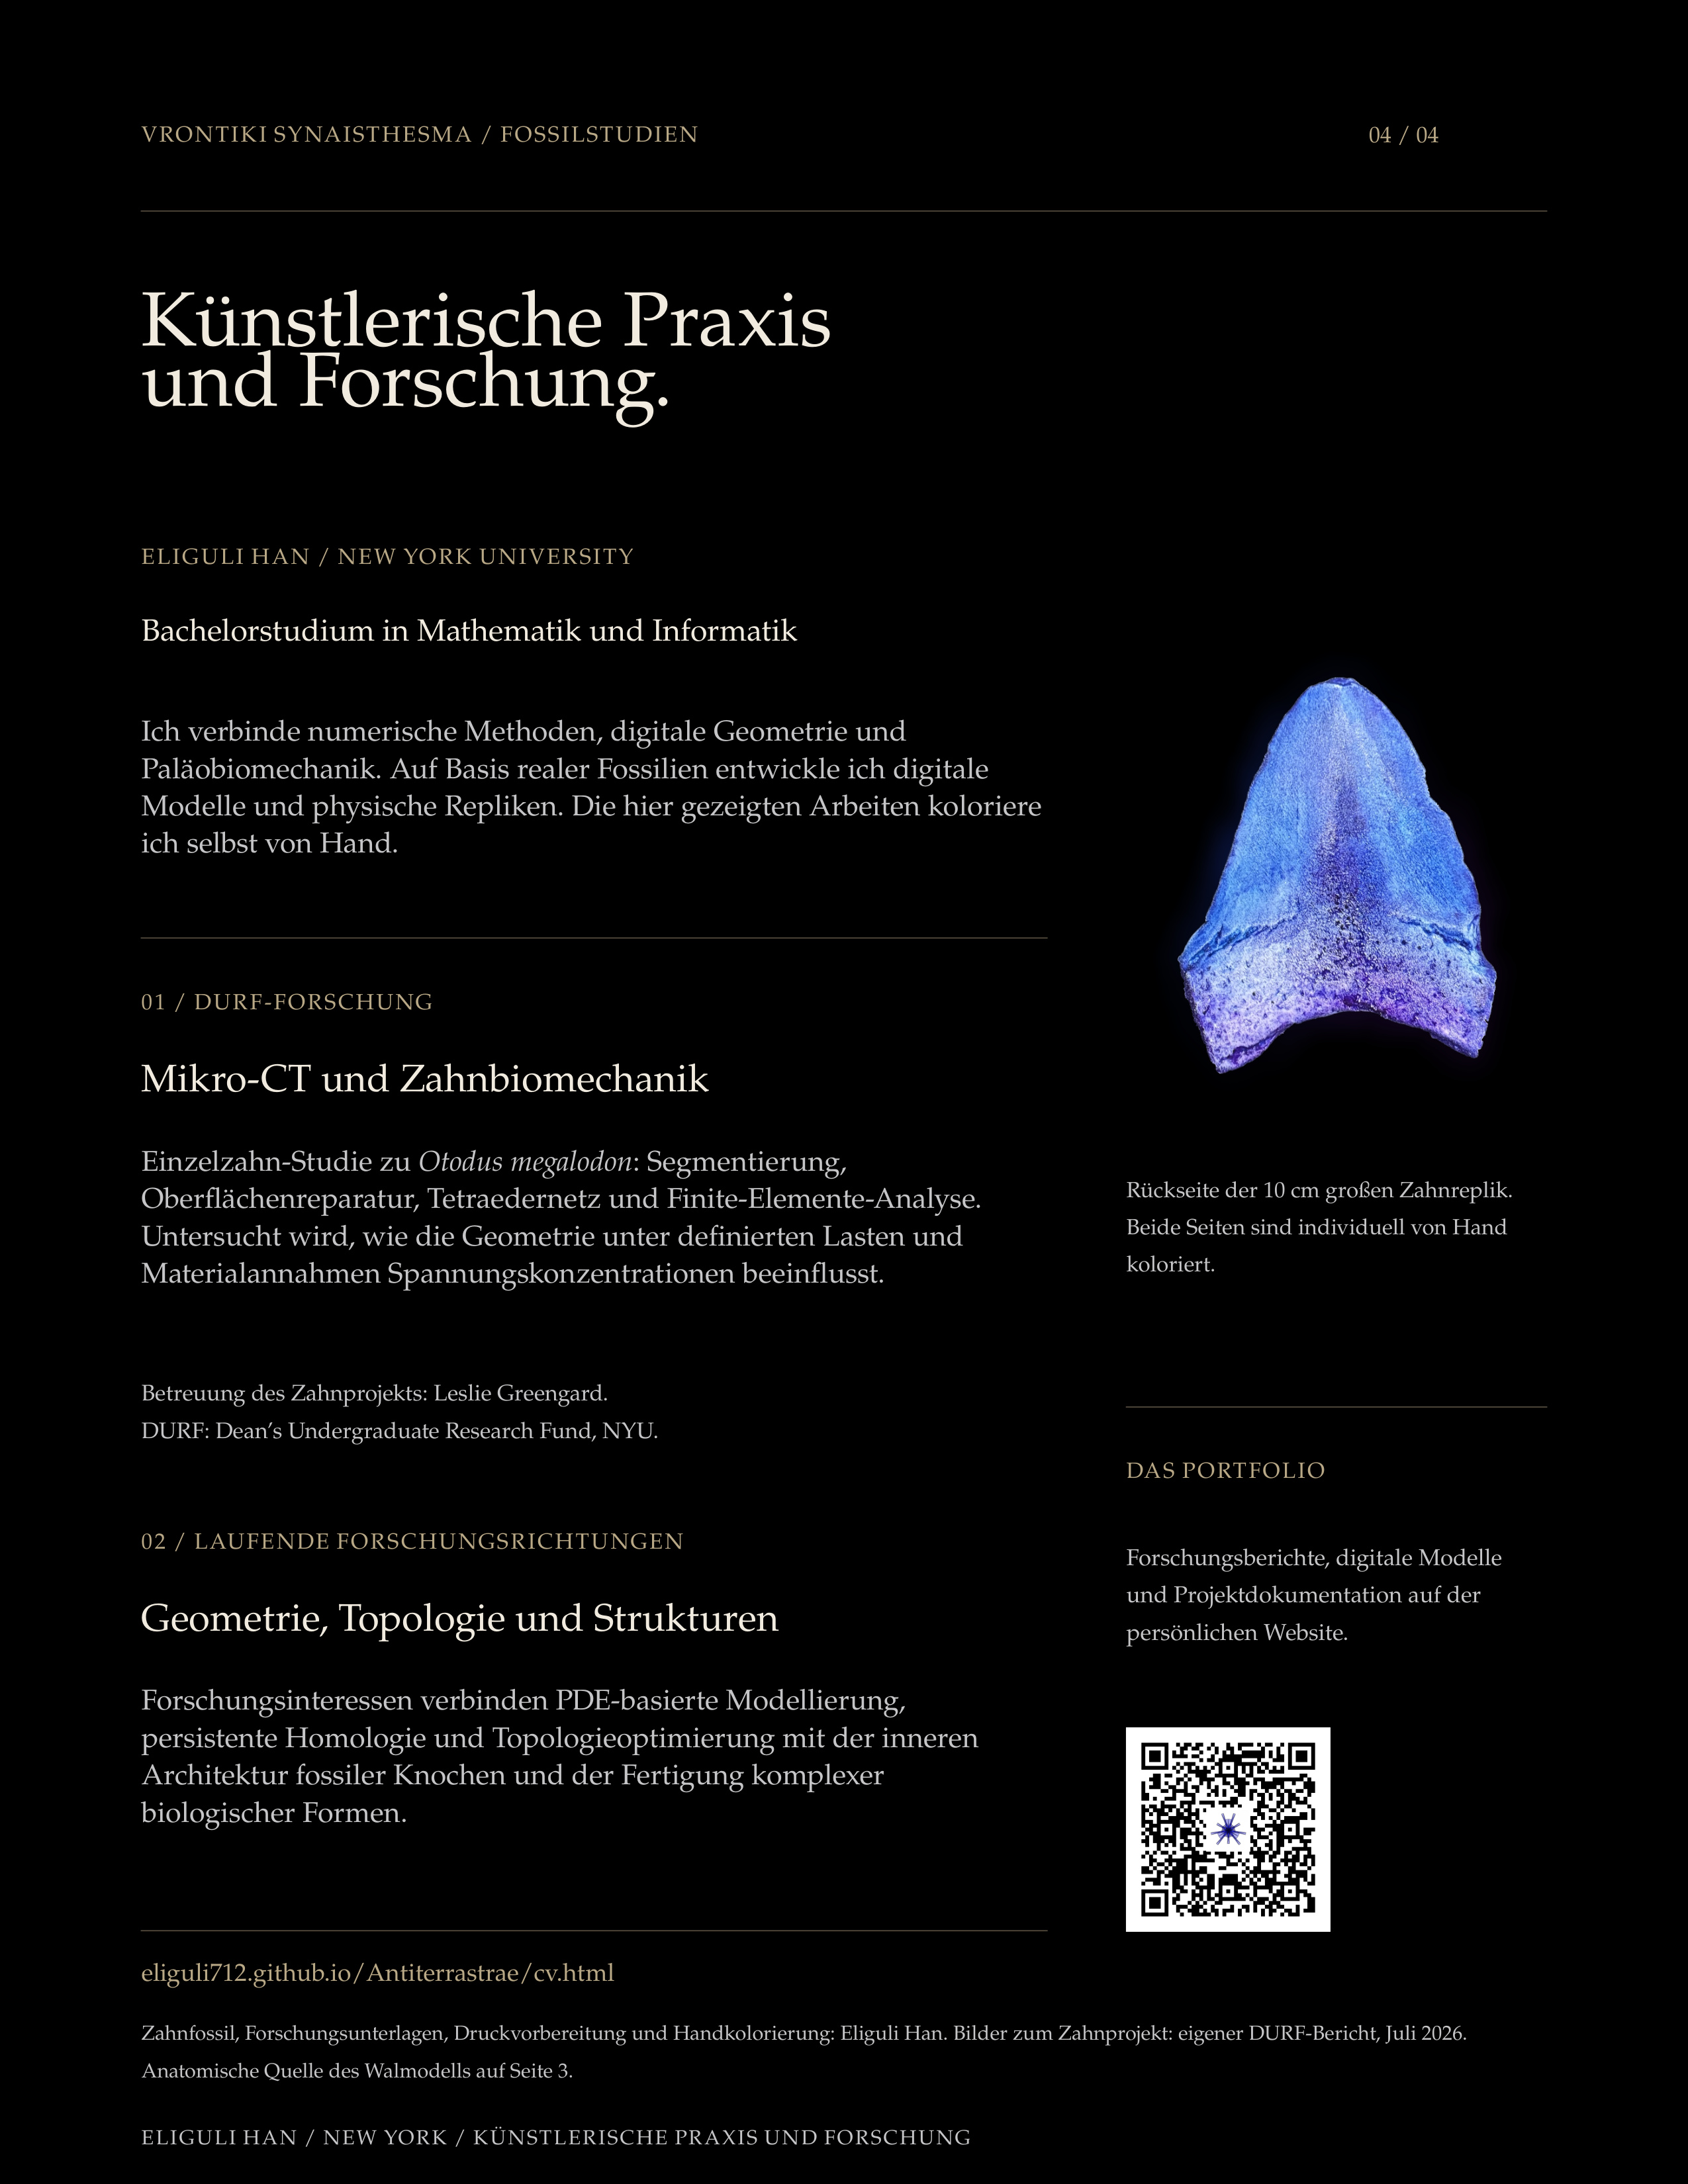 VRONTIKI SYNAISTHESMA / FOSSILSTUDIEN
04 / 04
Künstlerische Praxis
und Forschung.
ELIGULI HAN / NEW YORK UNIVERSITY
Bachelorstudium in Mathematik und Informatik
Ich verbinde numerische Methoden, digitale Geometrie und
Paläobiomechanik. Auf Basis realer Fossilien entwickle ich digitale
Modelle und physische Repliken. Die hier gezeigten Arbeiten koloriere
ich selbst von Hand.
01 / DURF-FORSCHUNG
Mikro-CT und Zahnbiomechanik
Einzelzahn-Studie zu Otodus megalodon: Segmentierung,
Oberflächenreparatur, Tetraedernetz und Finite-Elemente-Analyse.
Untersucht wird, wie die Geometrie unter definierten Lasten und
Materialannahmen Spannungskonzentrationen beeinflusst.
Betreuung des Zahnprojekts: Leslie Greengard.
DURF: Dean’s Undergraduate Research Fund, NYU.
02 / LAUFENDE FORSCHUNGSRICHTUNGEN
Geometrie, Topologie und Strukturen
Forschungsinteressen verbinden PDE-basierte Modellierung,
persistente Homologie und Topologieoptimierung mit der inneren
Architektur fossiler Knochen und der Fertigung komplexer
biologischer Formen.
Rückseite der 10 cm großen Zahnreplik.
Beide Seiten sind individuell von Hand
koloriert.
DAS PORTFOLIO
Forschungsberichte, digitale Modelle
und Projektdokumentation auf der
persönlichen Website.
eliguli712.github.io/Antiterrastrae/cv.html
Zahnfossil, Forschungsunterlagen, Druckvorbereitung und Handkolorierung: Eliguli Han. Bilder zum Zahnprojekt: eigener DURF-Bericht, Juli 2026.
Anatomische Quelle des Walmodells auf Seite 3.
ELIGULI HAN / NEW YORK / KÜNSTLERISCHE PRAXIS UND FORSCHUNG